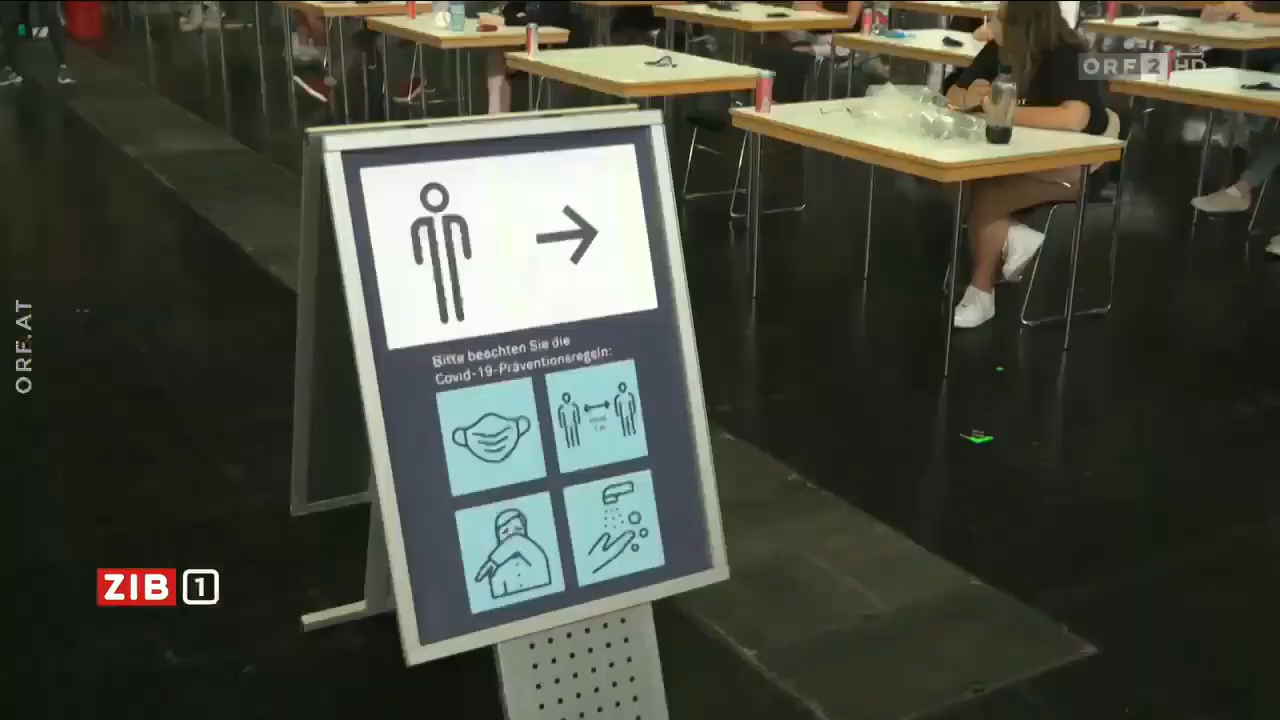 ORF 2 HD
Bitte beachten Sie die
Covid-19-Präventionsregeln:
ORF.AT
ZIB 1